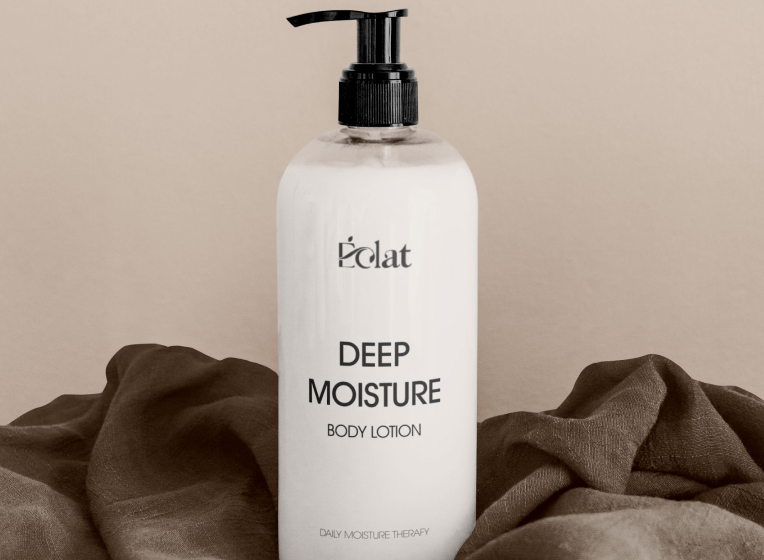 Éclat
DEEP
MOISTURE
BODY LOTION
DAILY MOISTURE THERAFY